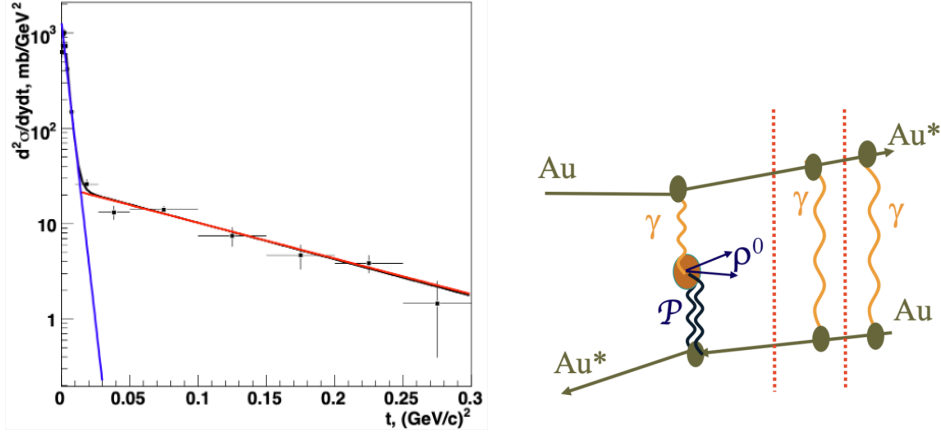 d²σ/dydt, mb/GeV²
10³
10²
10
1
0 0.05 0.1 0.15 0.2 0.25 0.3
t, (GeV/c)²
Au
Au*
γ
γ
γ
ρ⁰
P
Au
Au*